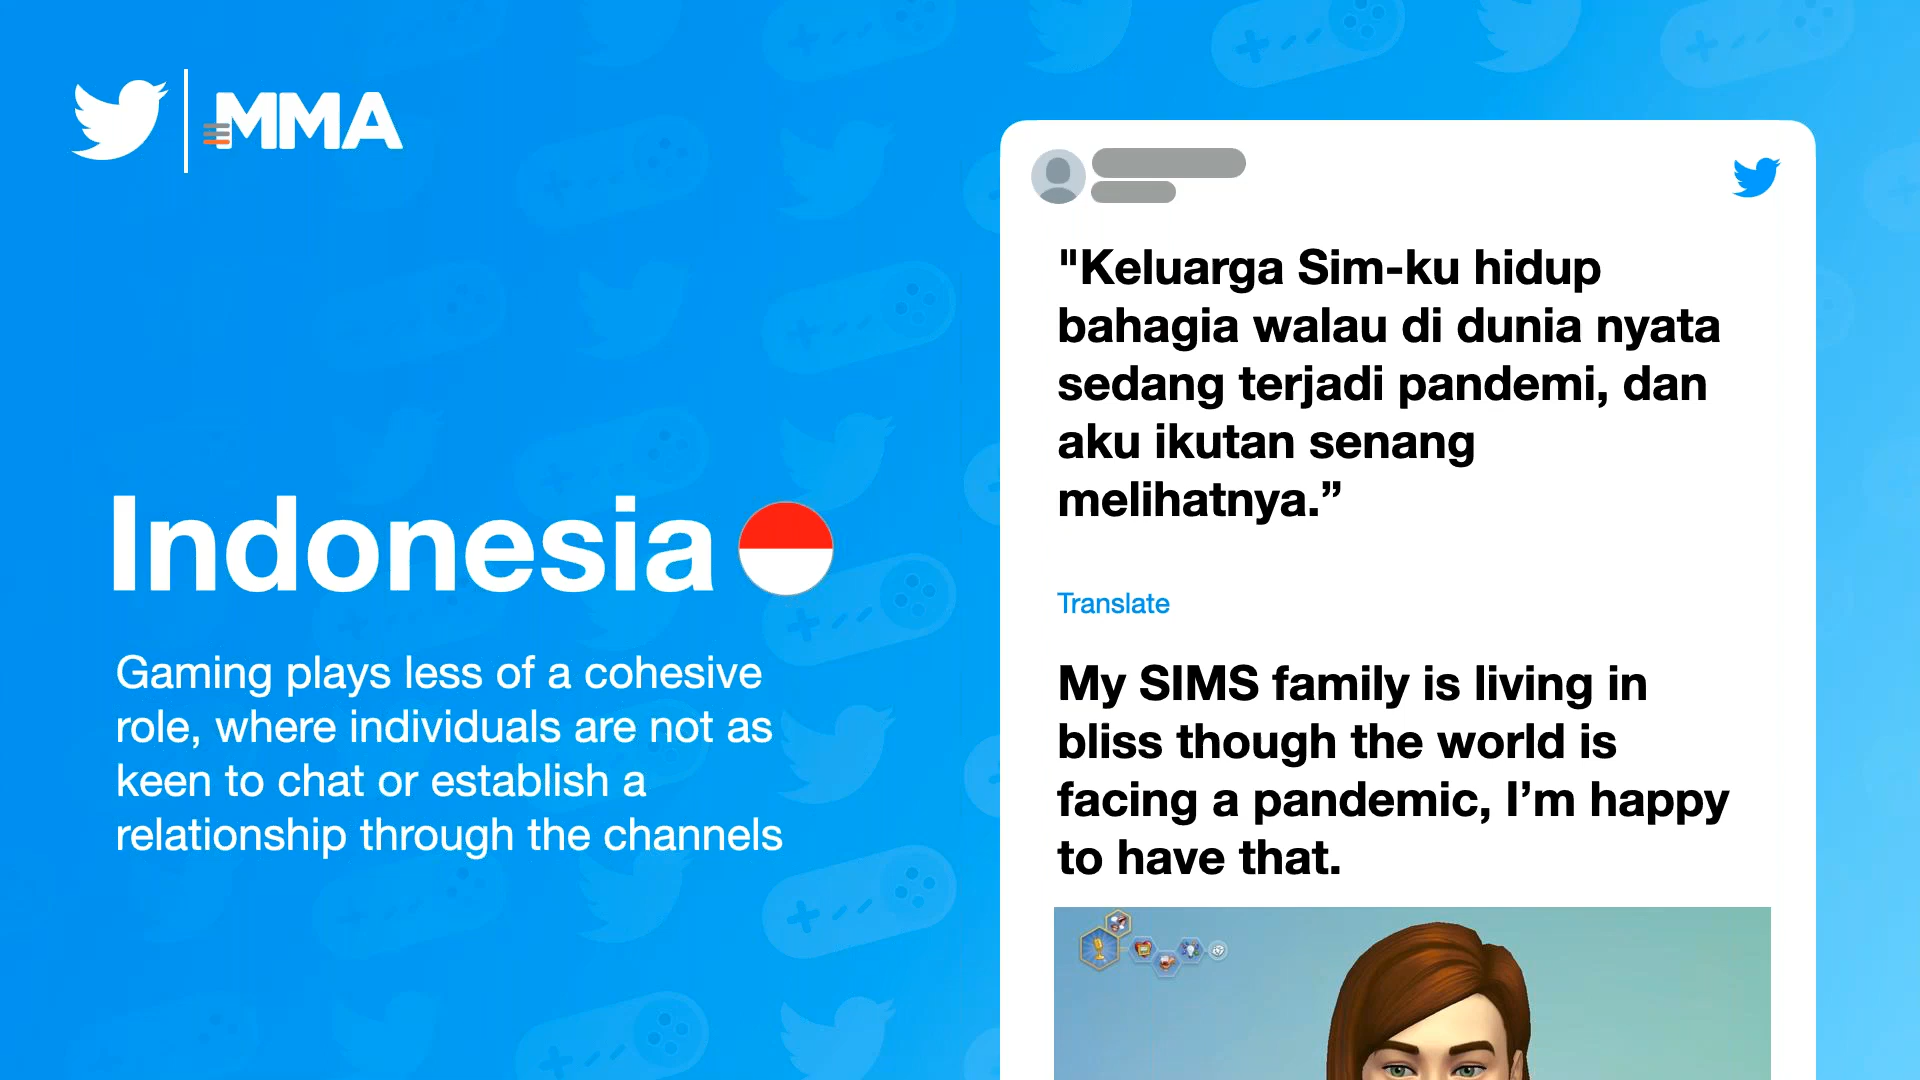 MMA
Indonesia
Gaming plays less of a cohesive
role, where individuals are not as
keen to chat or establish a
relationship through the channels
"Keluarga Sim-ku hidup
bahagia walau di dunia nyata
sedang terjadi pandemi, dan
aku ikutan senang
melihatnya.”
Translate
My SIMS family is living in
bliss though the world is
facing a pandemic, I’m happy
to have that.